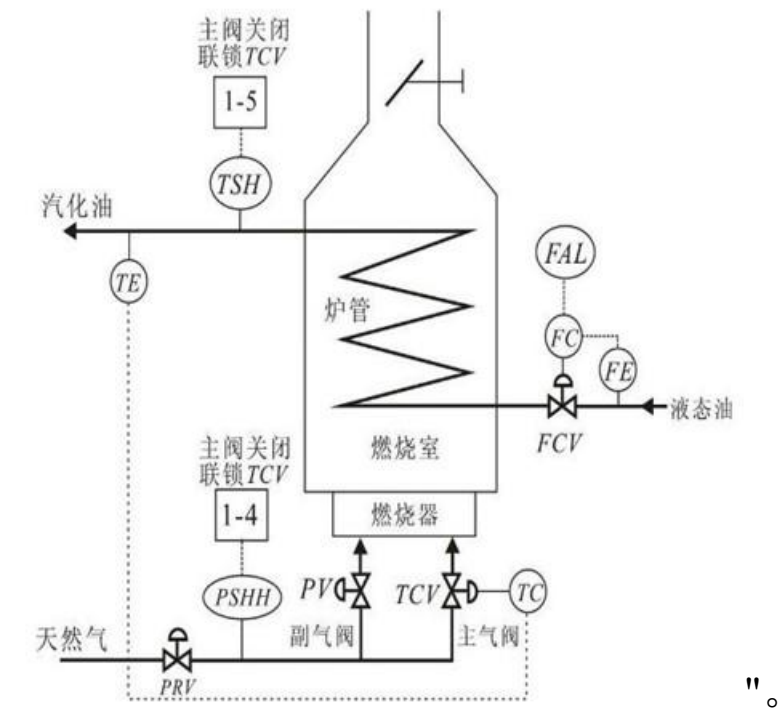 主阀关闭
联锁TCV
1-5
TSH
汽化油
TE
炉管
FAL
FC
FE
液态油
FCV
燃烧室
主阀关闭
联锁TCV
1-4
燃烧器
PSHH
PV
TCV
TC
副气阀
主气阀
天然气
PRV
"。